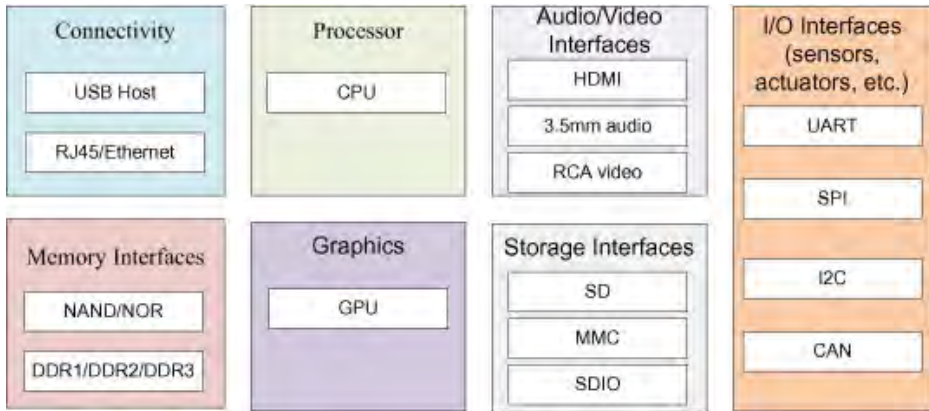 Connectivity
USB Host
RJ45/Ethernet
Processor
CPU
Audio/Video
Interfaces
HDMI
3.5mm audio
RCA video
I/O Interfaces
(sensors,
actuators, etc.)
UART
SPI
I2C
CAN
Memory Interfaces
NAND/NOR
DDR1/DDR2/DDR3
Graphics
GPU
Storage Interfaces
SD
MMC
SDIO